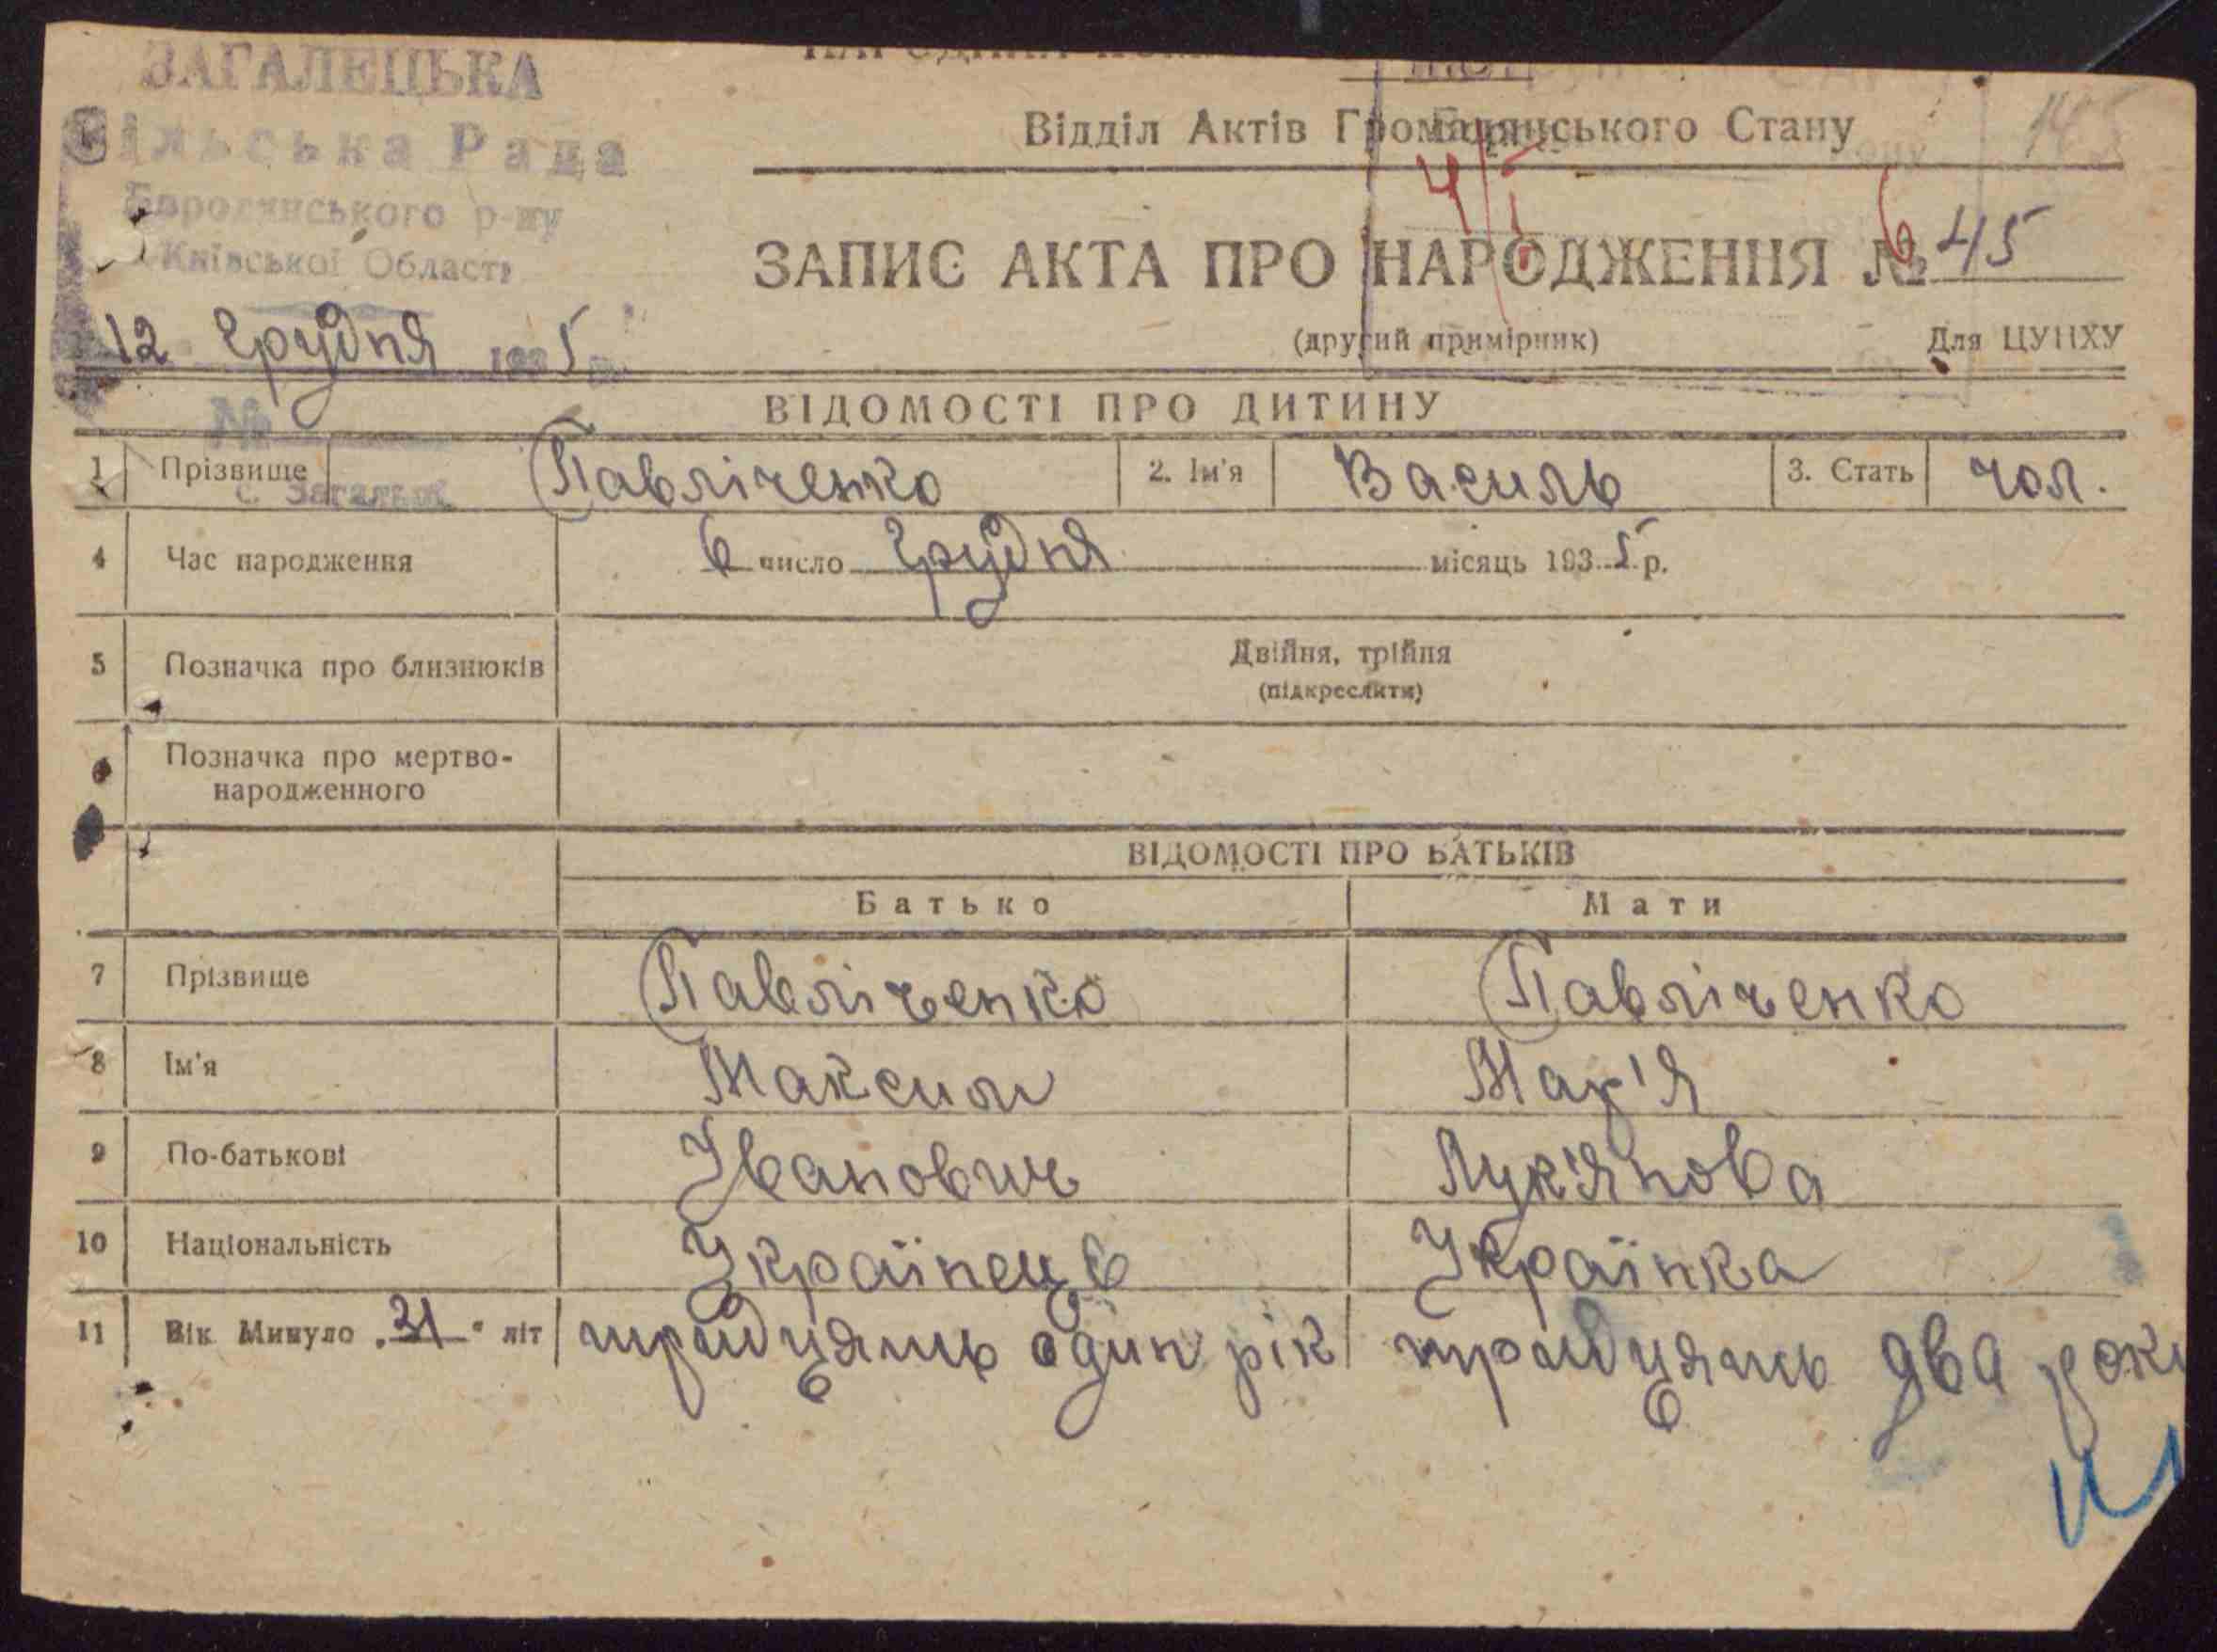 ЗАГАЛЕЦЬКА
Сільська Рада
Бородянського р-ну
Київської Області
12 Грудня 1935 р.
№
с. Загальці
145
Відділ Актів Громадянського Стану
ЗАПИС АКТА ПРО НАРОДЖЕННЯ № 45
(другий примірник) Для ЦУНХУ
ВІДОМОСТІ ПРО ДИТИНУ
1 Прізвище Павліченко 2. Ім'я Василь 3. Стать чол.
4 Час народження 6 число Грудня місяць 1935 р.
5 Позначка про близнюків Двійня, трійня
(підкреслити)
Позначка про мертво-
народженного
ВІДОМОСТІ ПРО БАТЬКІВ
Батько Мати
7 Прізвище Павліченко Павліченко
8 Ім'я Максим Мар'я
9 По-батькові Іванович Лук'янова
10 Національність Українець Українка
11 Вік Минуло 31 літ тридцять один рік тридцять два роки